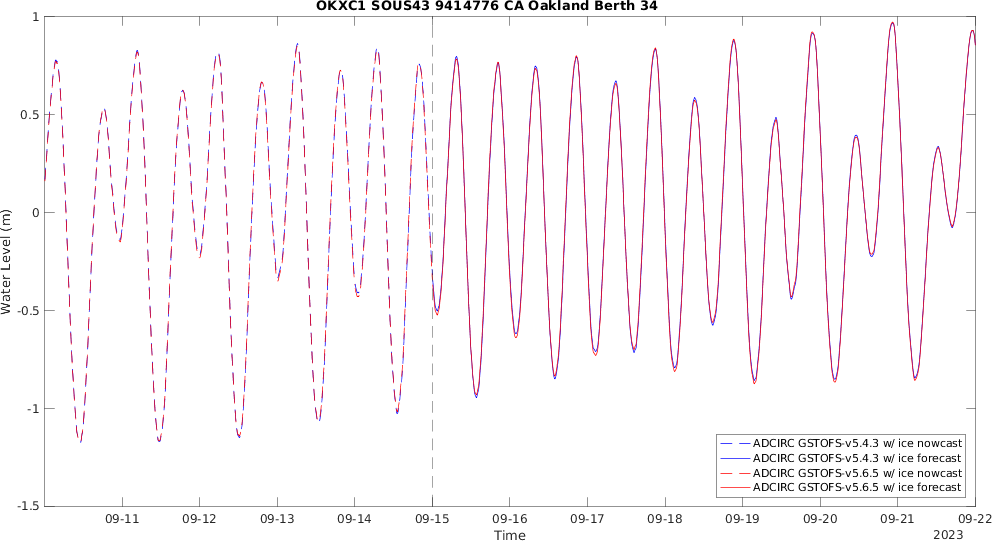 OKXC1 SOUS43 9414776 CA Oakland Berth 34
1
0.5
0
-0.5
-1
-1.5
Water Level (m)
09-11 09-12 09-13 09-14 09-15 09-16 09-17 09-18 09-19 09-20 09-21 09-22
Time
2023
ADCIRC GSTOFS-v5.4.3 w/ ice nowcast
ADCIRC GSTOFS-v5.4.3 w/ ice forecast
ADCIRC GSTOFS-v5.6.5 w/ ice nowcast
ADCIRC GSTOFS-v5.6.5 w/ ice forecast